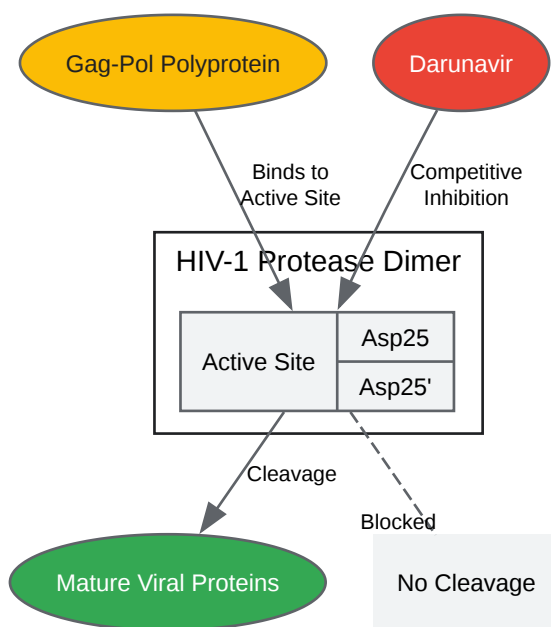 Gag-Pol Polyprotein
Darunavir
Binds to
Active Site
Competitive
Inhibition
HIV-1 Protease Dimer
Active Site
Asp25
Asp25'
Cleavage
Blocked
Mature Viral Proteins
No Cleavage